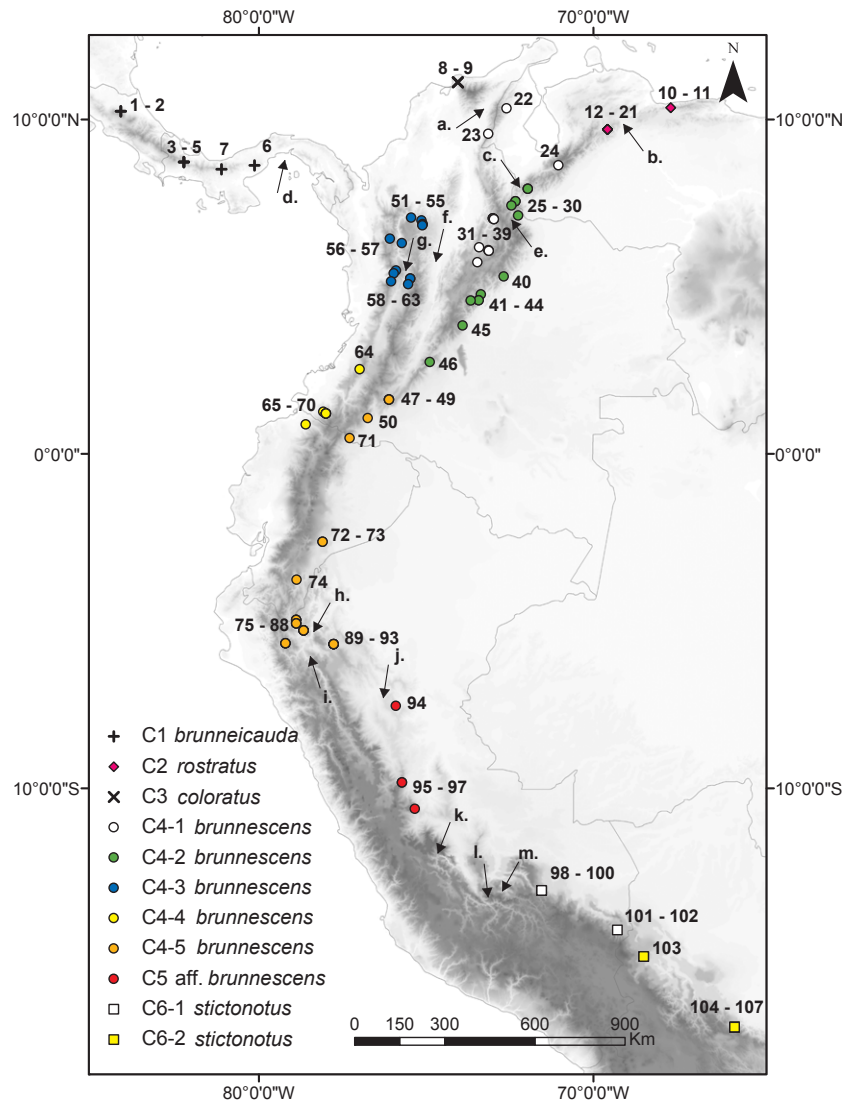 80°0'0"W 70°0'0"W
N
8 - 9
10 - 11
1 - 2
22
10°0'0"N 10°0'0"N
a.
12 - 21
23
b.
3 - 5 7 6
c. 24
d.
51 - 55
25 - 30
f.
56 - 57
g.
31 - 39
e.
40
58 - 63
41 - 44
45
64
46
65 - 70
47 - 49
50
71
0°0'0" 0°0'0"
72 - 73
74
h.
75 - 88
89 - 93
j.
i.
94
C1 brunneicauda
C2 rostratus
10°0'0"S 10°0'0"S
95 - 97
C3 coloratus
k.
C4-1 brunnescens
l. m.
C4-2 brunnescens
98 - 100
C4-3 brunnescens
C4-4 brunnescens
101 - 102
C4-5 brunnescens
103
C5 aff. brunnescens
C6-1 stictonotus
104 - 107
0 150 300 600 900
Km
C6-2 stictonotus
80°0'0"W 70°0'0"W